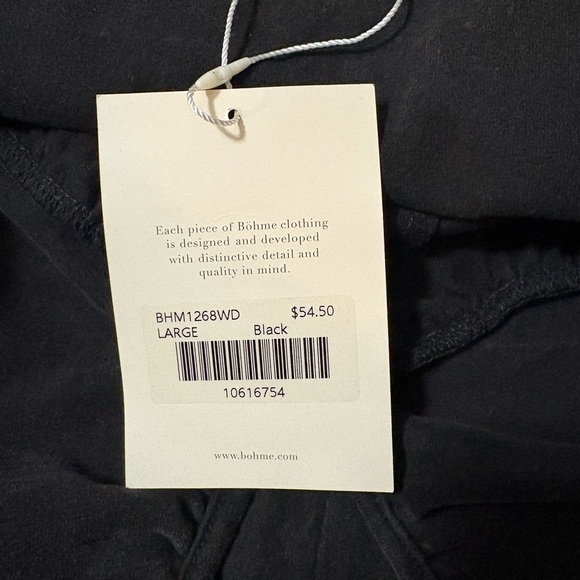 Each piece of Böhme clothing
is designed and developed
with distinctive detail and
quality in mind.
BHM1268WD $54.50
LARGE Black
10616754
www.bohme.com